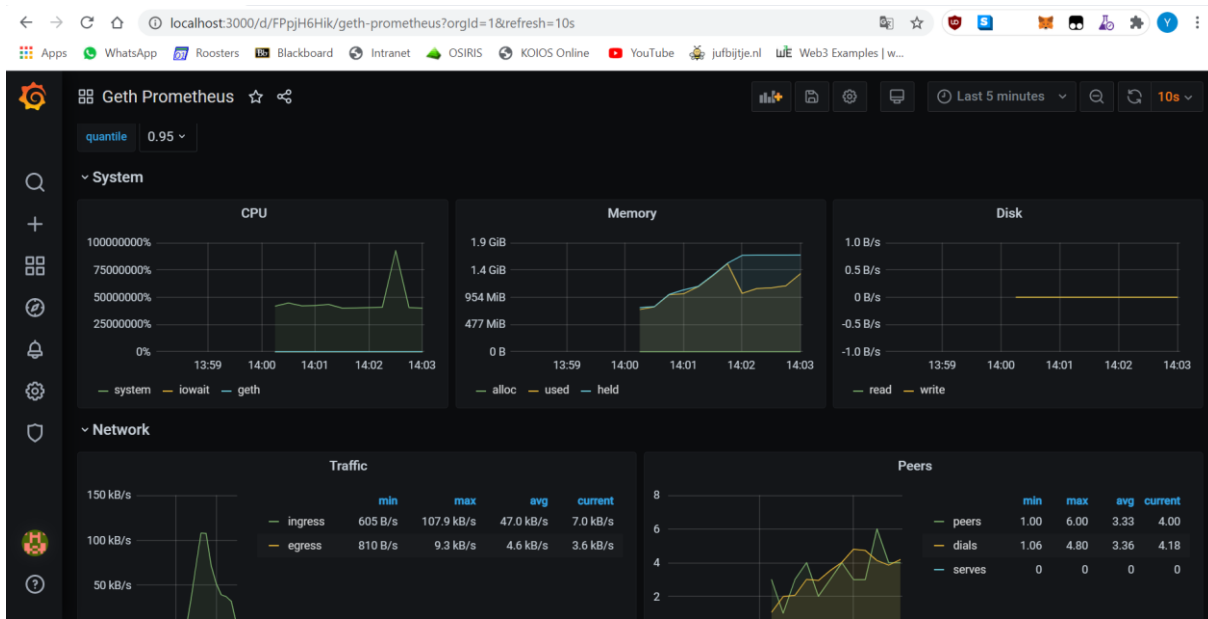 localhost:3000/d/FPpjH6Hik/geth-prometheus?orgId=1&refresh=10s
Apps WhatsApp Roosters Bb Blackboard Intranet OSIRIS KOIOS Online YouTube jufbijtje.nl Web3 Examples | w...
Geth Prometheus Last 5 minutes 10s
quantile 0.95
System
CPU
100000000%
75000000%
50000000%
25000000%
0%
13:59 14:00 14:01 14:02 14:03
system iowait geth
Memory
1.9 GiB
1.4 GiB
954 MiB
477 MiB
0 B
13:59 14:00 14:01 14:02 14:03
alloc used held
Disk
1.0 B/s
0.5 B/s
0 B/s
-0.5 B/s
-1.0 B/s
13:59 14:00 14:01 14:02 14:03
read write
Network
Traffic
150 kB/s
100 kB/s
50 kB/s
min max avg current
ingress 605 B/s 107.9 kB/s 47.0 kB/s 7.0 kB/s
egress 810 B/s 9.3 kB/s 4.6 kB/s 3.6 kB/s
Peers
8
6
4
2
min max avg current
peers 1.00 6.00 3.33 4.00
dials 1.06 4.80 3.36 4.18
serves 0 0 0 0